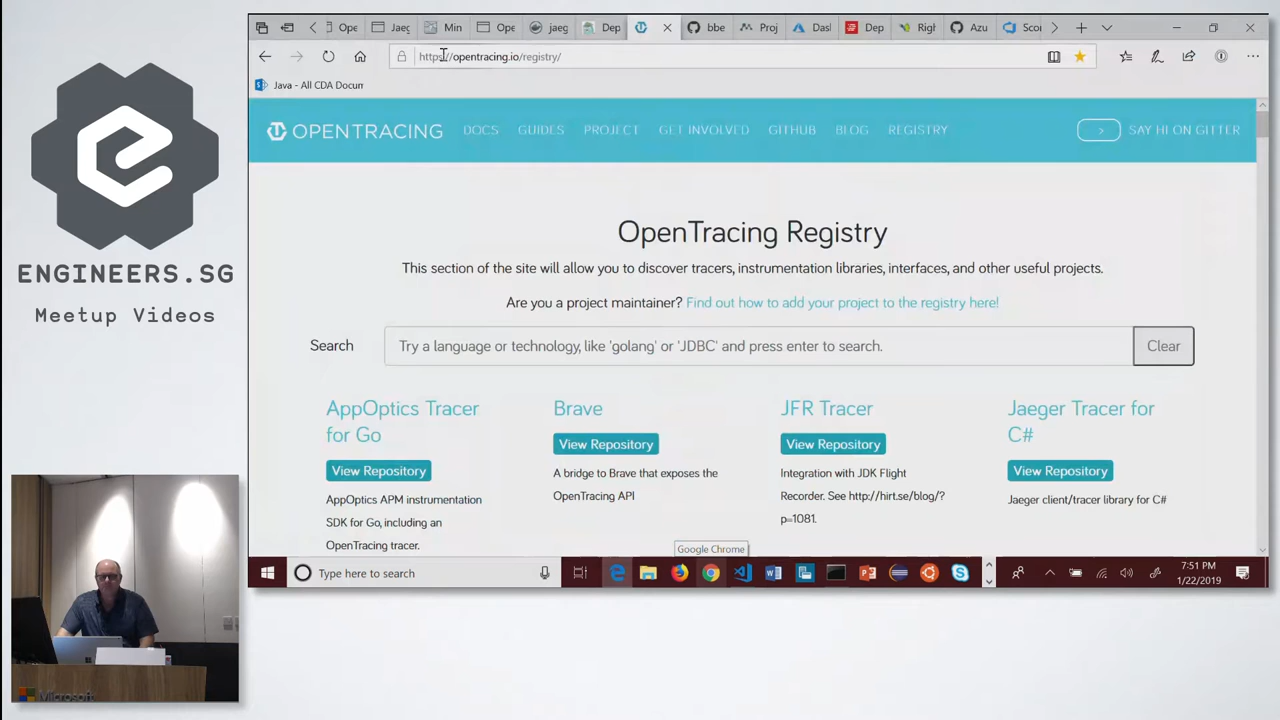 Ope
Jaeg
Min
Ope
jaeg
Dep
bbe
Proj
Dash
Dep
Righ
Azu
Scor
https://opentracing.io/registry/
Java - All CDA Docum
OPENTRACING
DOCS
GUIDES
PROJECT
GET INVOLVED
GITHUB
BLOG
REGISTRY
>
SAY HI ON GITTER
OpenTracing Registry
This section of the site will allow you to discover tracers, instrumentation libraries, interfaces, and other useful projects.
Are you a project maintainer? Find out how to add your project to the registry here!
Search
Try a language or technology, like 'golang' or 'JDBC' and press enter to search.
Clear
AppOptics Tracer
for Go
View Repository
AppOptics APM instrumentation
SDK for Go, including an
OpenTracing tracer.
Brave
View Repository
A bridge to Brave that exposes the
OpenTracing API
JFR Tracer
View Repository
Integration with JDK Flight
Recorder. See http://hirt.se/blog/?
p=1081.
Jaeger Tracer for
C#
View Repository
Jaeger client/tracer library for C#
Google Chrome
Type here to search
7:51 PM
1/22/2019
ENGINEERS.SG
Meetup Videos
Microsoft